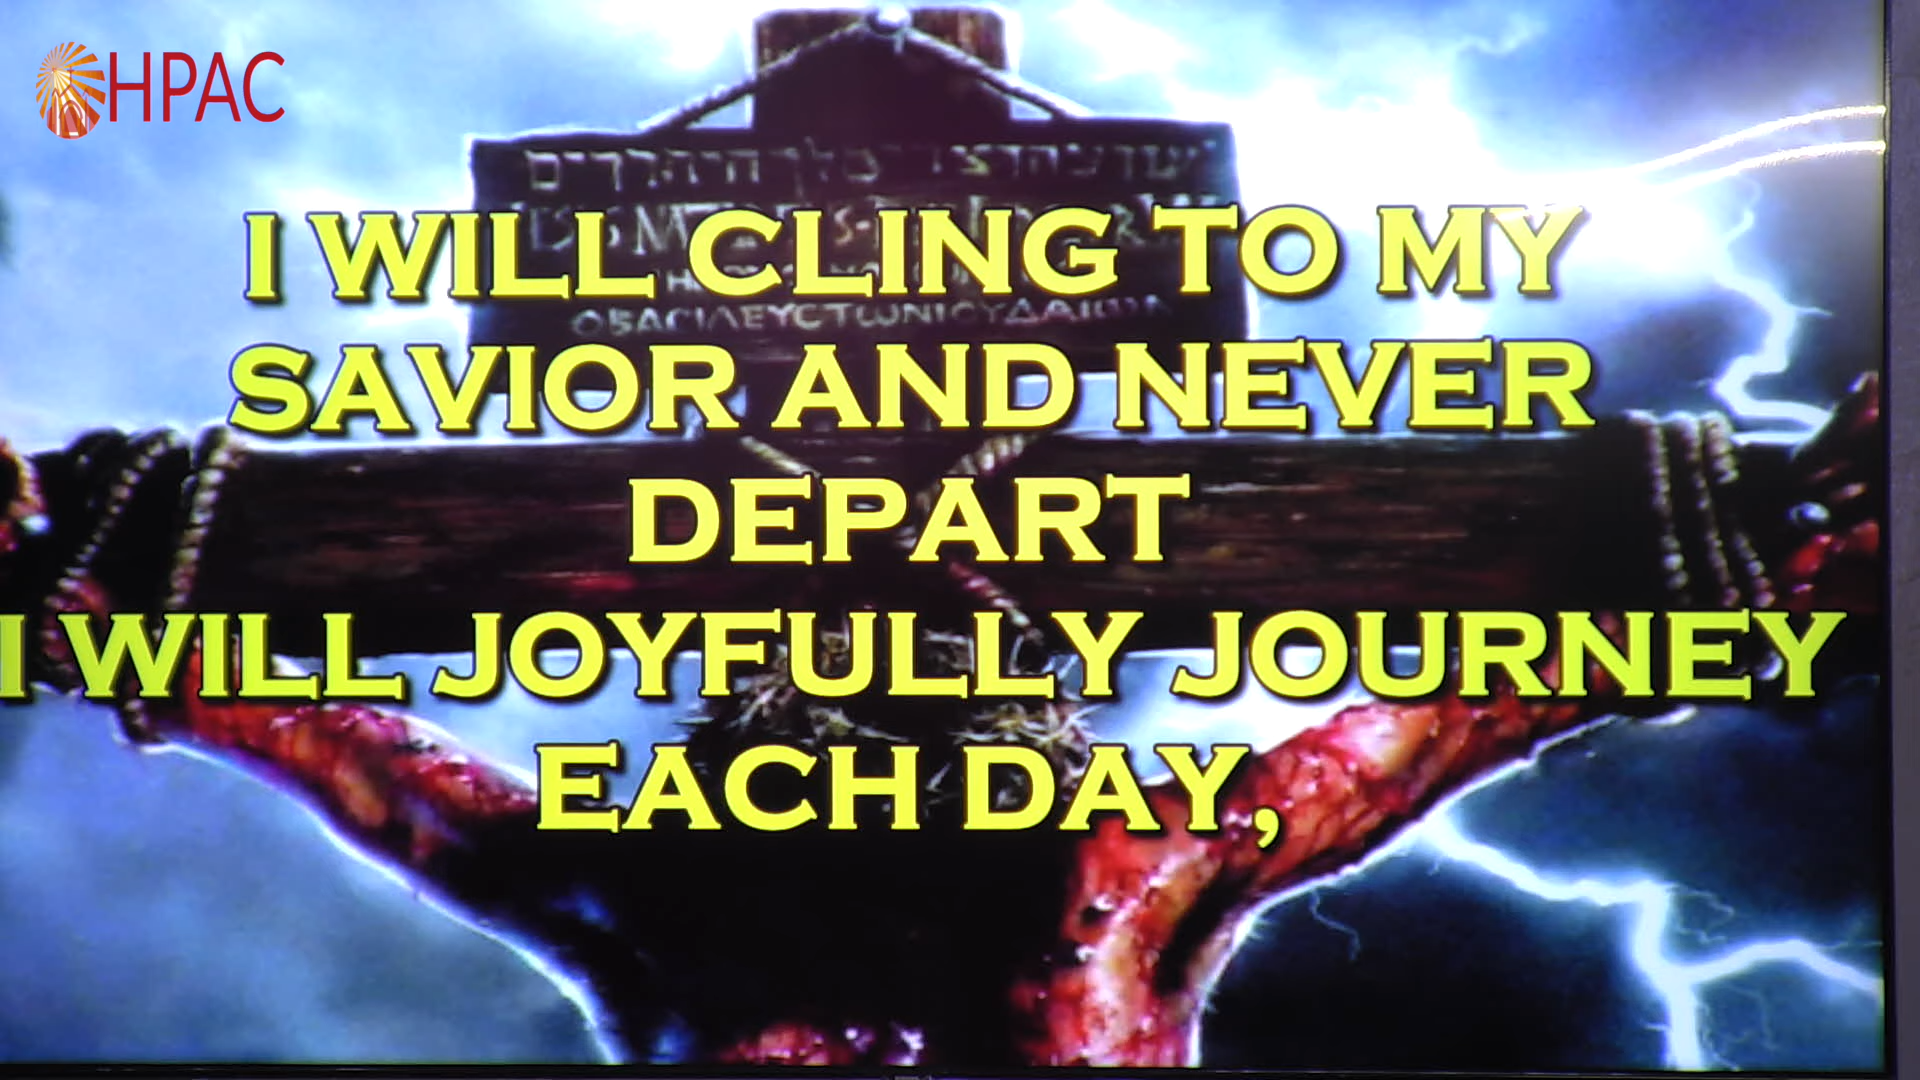 HPAC
I WILL CLING TO MY
SAVIOR AND NEVER
DEPART
I WILL JOYFULLY JOURNEY
EACH DAY,